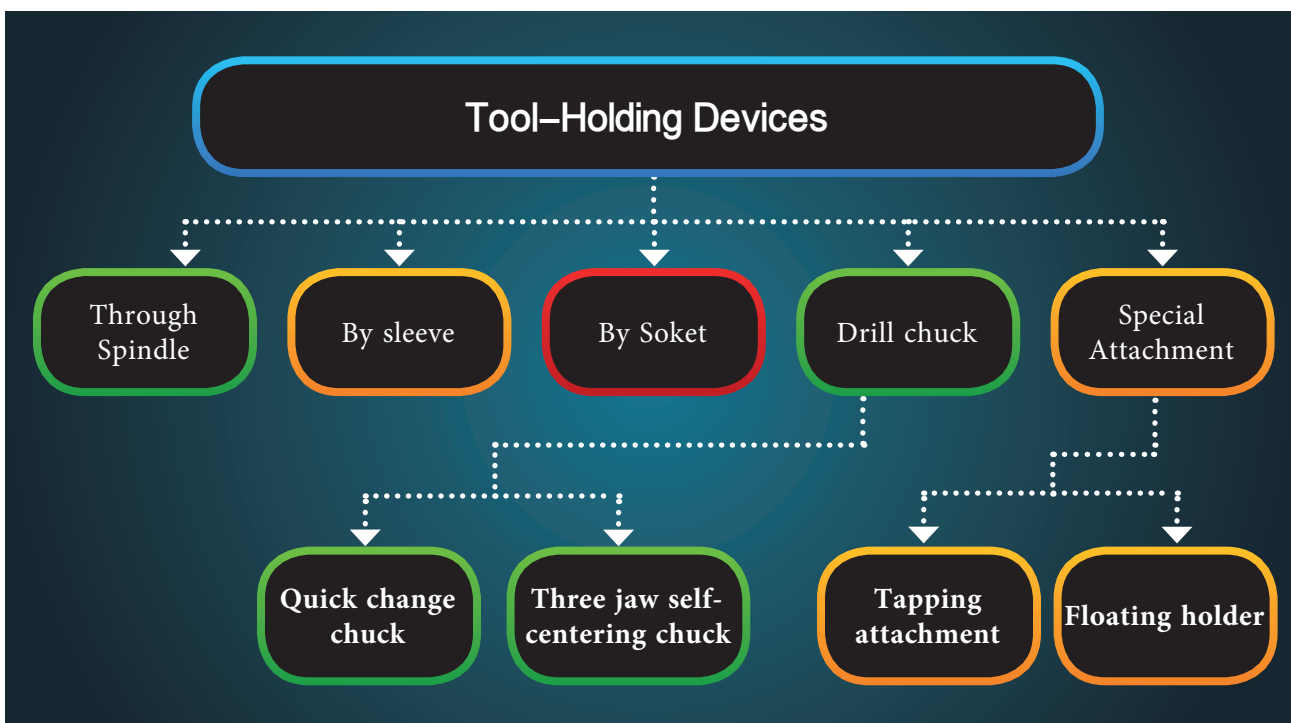 Tool–Holding Devices
Through
Spindle
By sleeve
By Soket
Drill chuck
Special
Attachment
Quick change
chuck
Three jaw self-
centering chuck
Tapping
attachment
Floating holder